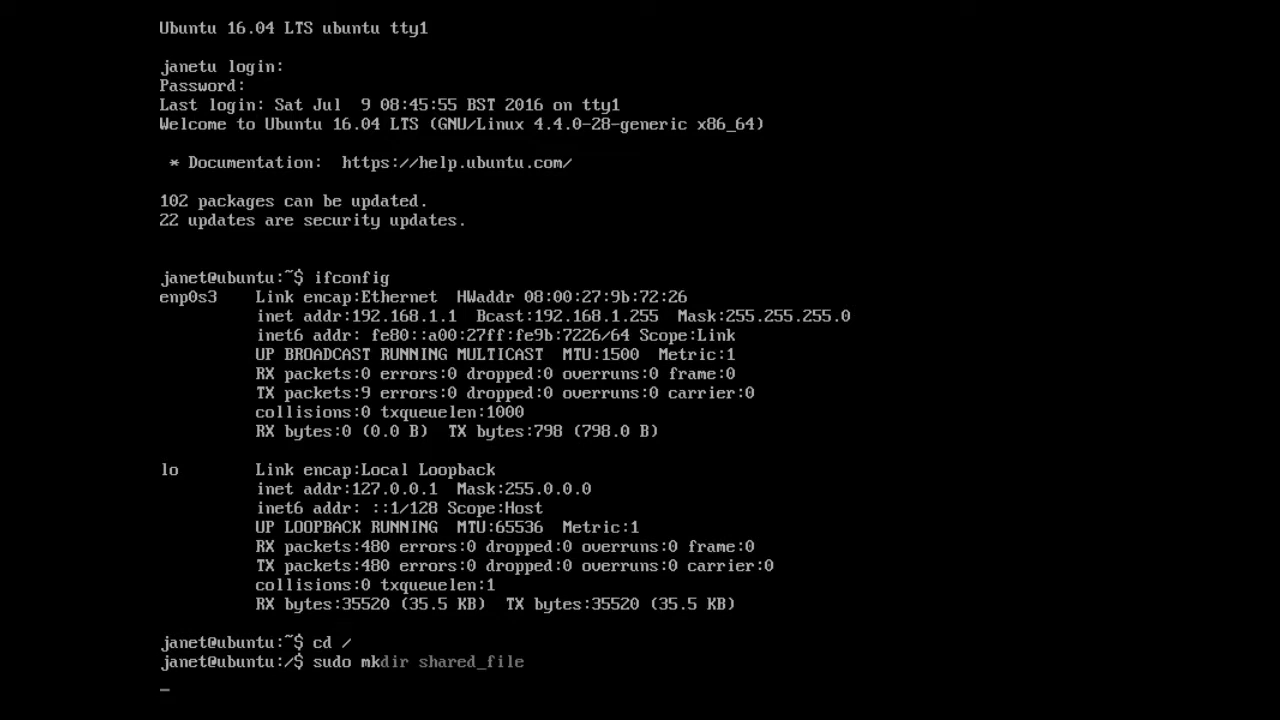 Ubuntu 16.04 LTS ubuntu tty1
janetu login:
Password:
Last login: Sat Jul  9 08:45:55 BST 2016 on tty1
Welcome to Ubuntu 16.04 LTS (GNU/Linux 4.4.0-28-generic x86_64)
* Documentation:  https://help.ubuntu.com/
102 packages can be updated.
22 updates are security updates.
janet@ubuntu:~$ ifconfig
enp0s3    Link encap:Ethernet  HWaddr 08:00:27:9b:72:26
inet addr:192.168.1.1  Bcast:192.168.1.255  Mask:255.255.255.0
inet6 addr: fe80::a00:27ff:fe9b:7226/64 Scope:Link
UP BROADCAST RUNNING MULTICAST  MTU:1500  Metric:1
RX packets:0 errors:0 dropped:0 overruns:0 frame:0
TX packets:9 errors:0 dropped:0 overruns:0 carrier:0
collisions:0 txqueuelen:1000
RX bytes:0 (0.0 B)  TX bytes:798 (798.0 B)
lo        Link encap:Local Loopback
inet addr:127.0.0.1  Mask:255.0.0.0
inet6 addr: ::1/128 Scope:Host
UP LOOPBACK RUNNING  MTU:65536  Metric:1
RX packets:480 errors:0 dropped:0 overruns:0 frame:0
TX packets:480 errors:0 dropped:0 overruns:0 carrier:0
collisions:0 txqueuelen:1
RX bytes:35520 (35.5 KB)  TX bytes:35520 (35.5 KB)
janet@ubuntu:~$ cd /
janet@ubuntu:/$ sudo mkdir shared_file
_